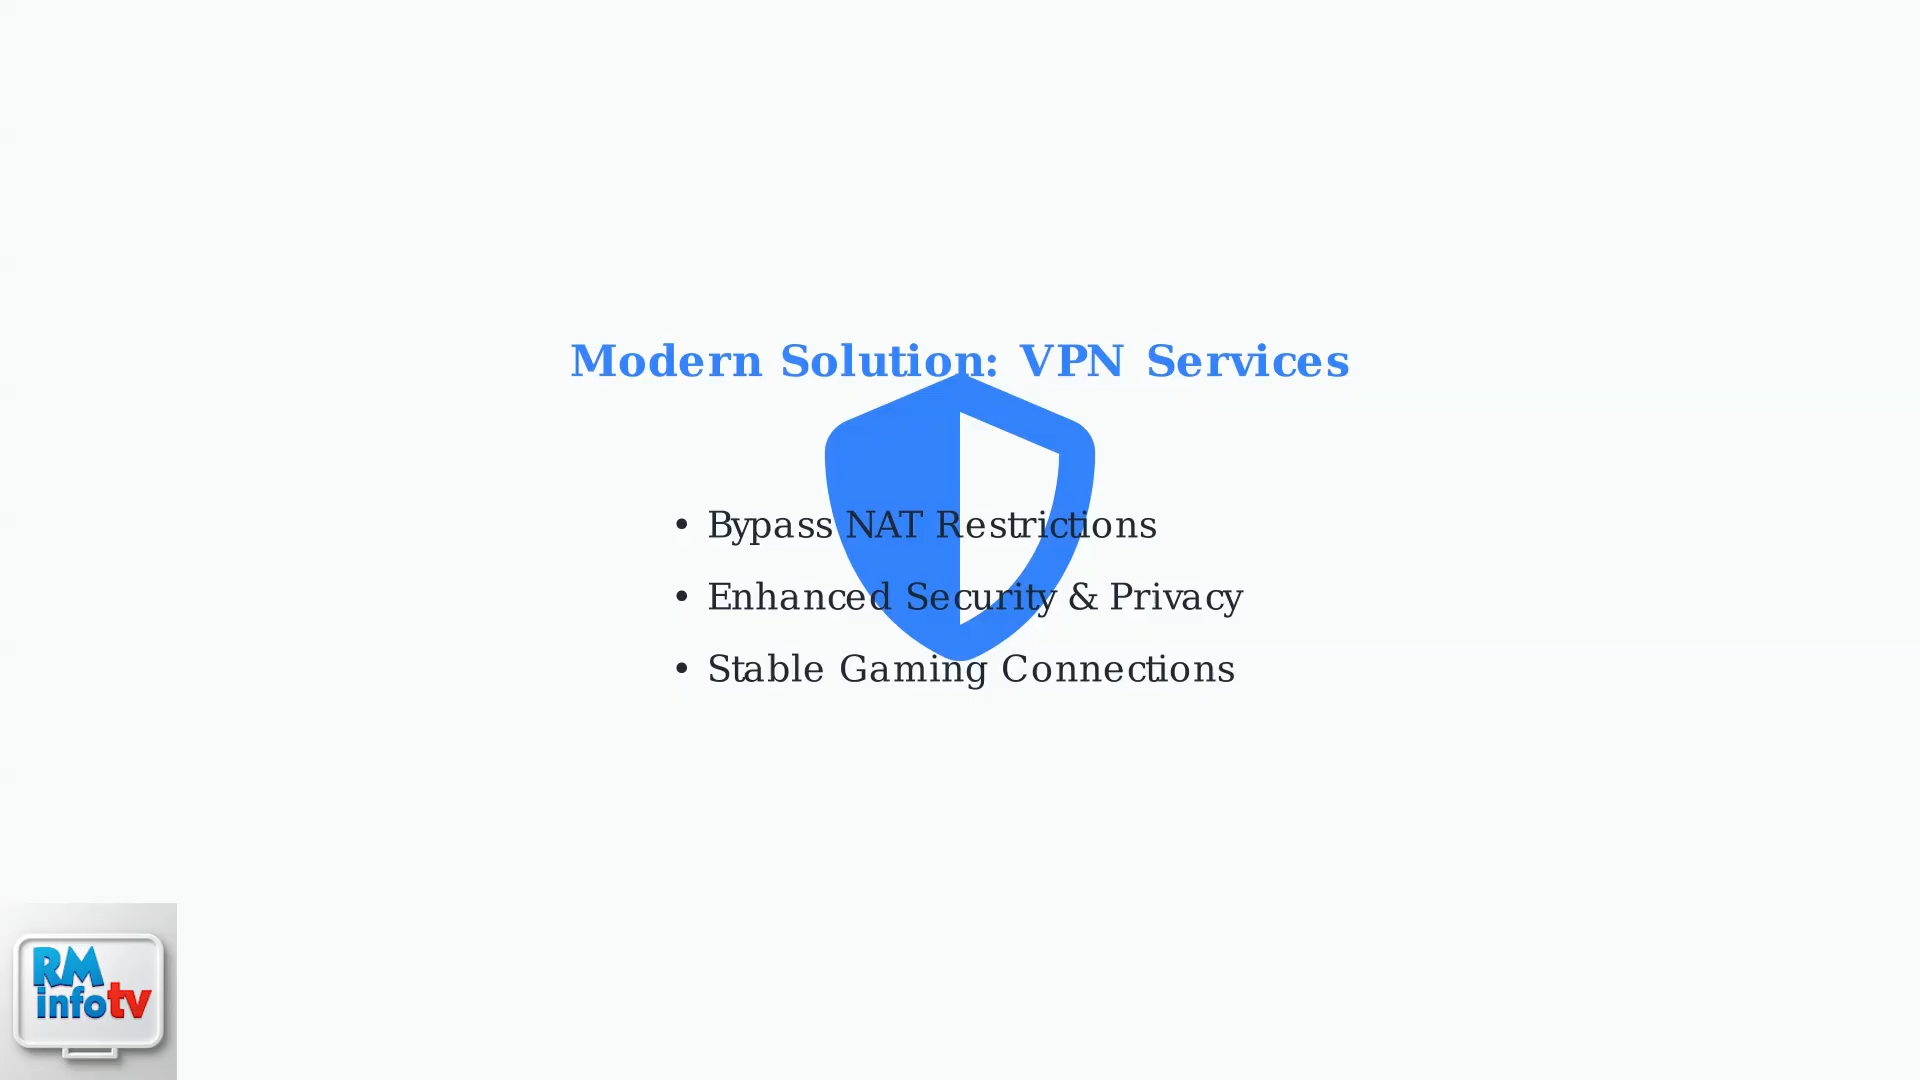 Modern Solution: VPN Services
• Bypass NAT Restrictions
• Enhanced Security & Privacy
• Stable Gaming Connections
RM
infotv